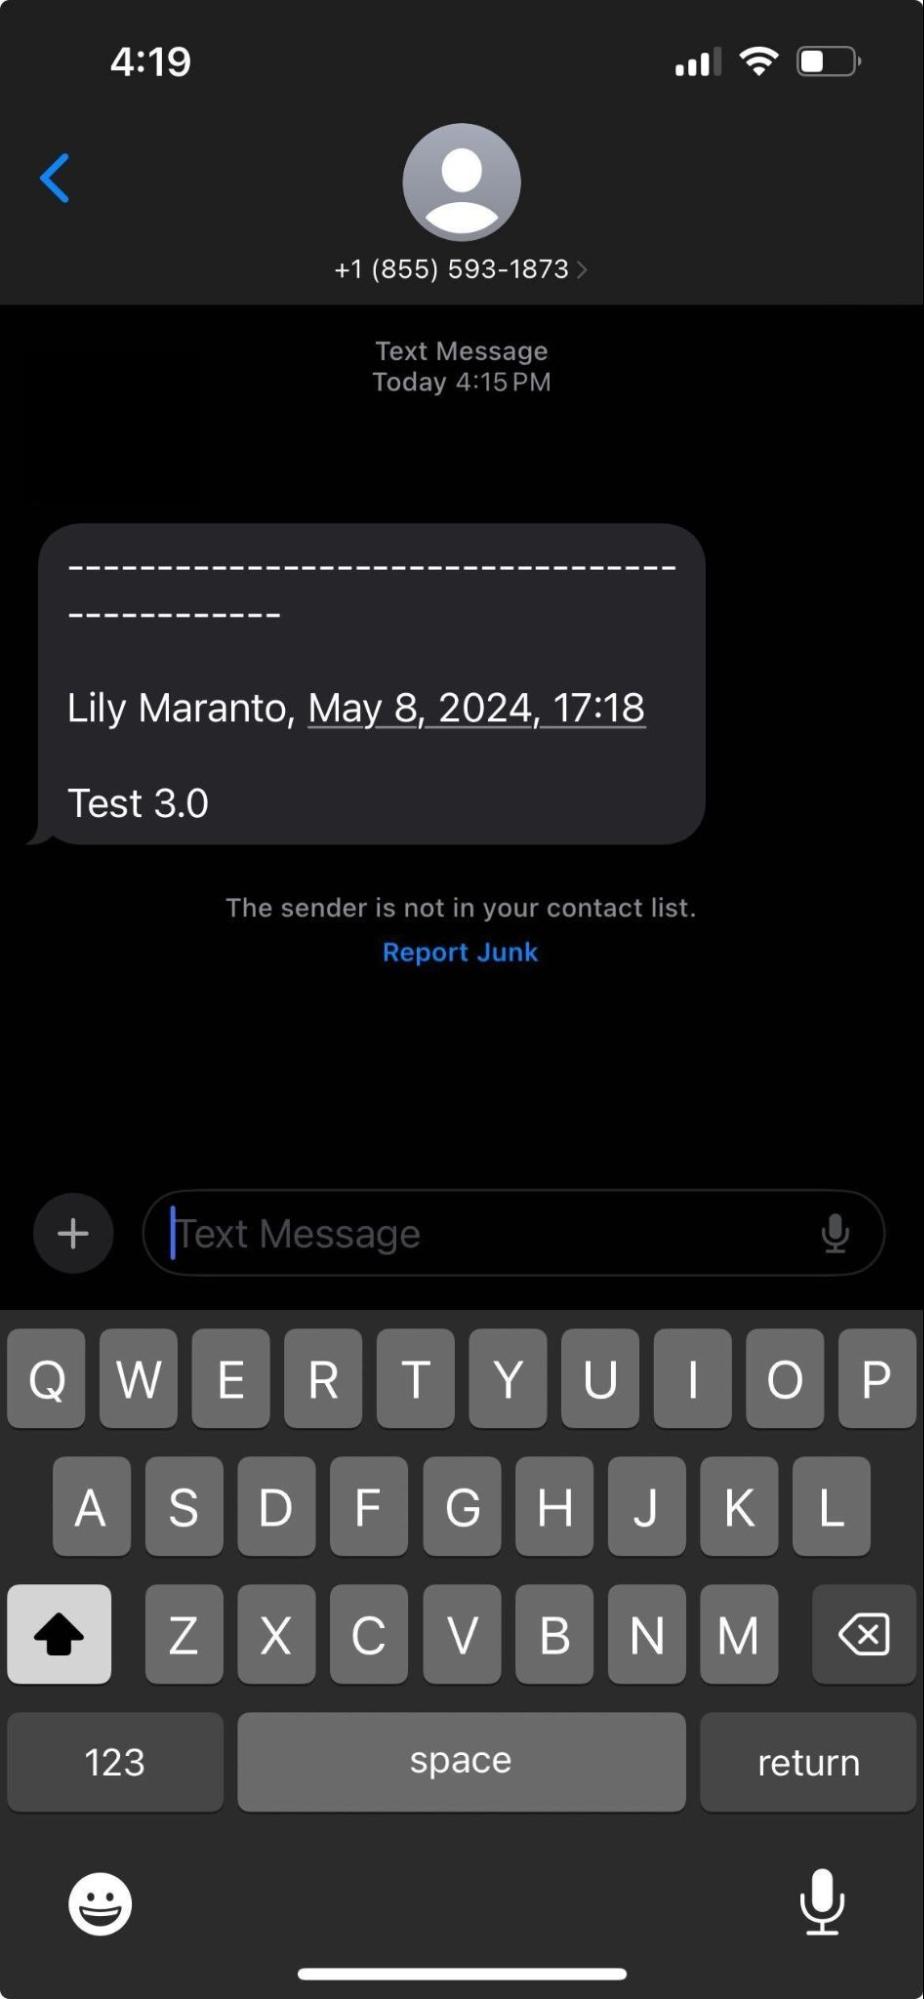 4:19
+1 (855) 593-1873
Text Message
Today 4:15 PM
----------------------------------
------------
Lily Maranto, May 8, 2024, 17:18
Test 3.0
The sender is not in your contact list.
Report Junk
Text Message
Q W E R T Y U I O P
A S D F G H J K L
Z X C V B N M
123 space return